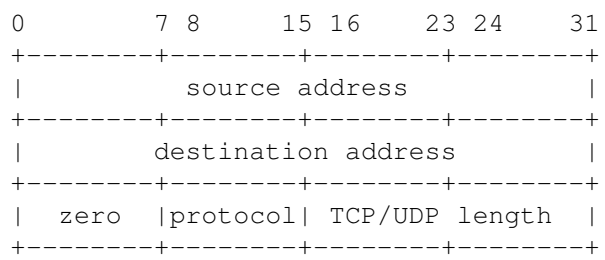 0       7 8     15 16    23 24    31
+--------+--------+--------+--------+
|          source address           |
+--------+--------+--------+--------+
|        destination address        |
+--------+--------+--------+--------+
|  zero  |protocol| TCP/UDP length  |
+--------+--------+--------+--------+